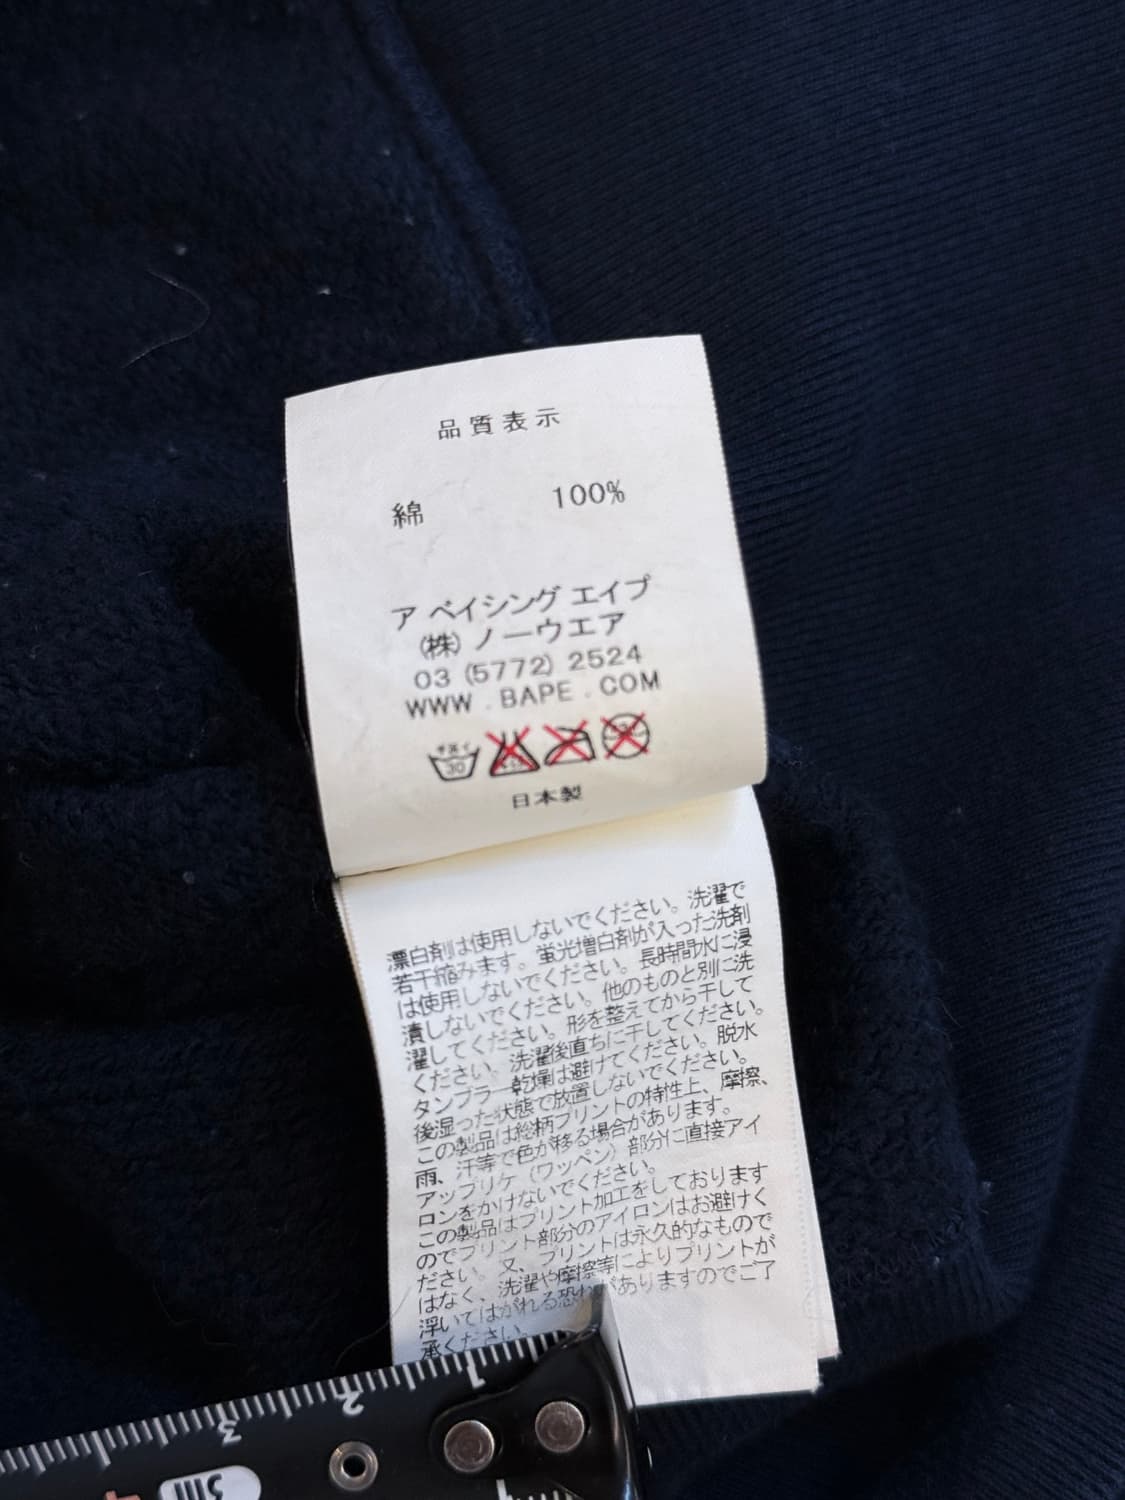 品質表示
綿 100%
ア ベイシング エイプ
(株) ノーウエア
03 (5772) 2524
WWW . BAPE . COM
30
日本製
漂白剤は使用しないでください。洗濯で
若干縮みます。蛍光増白剤が入った洗剤
は使用しないでください。長時間水に浸
漬しないでください。他のものと別に洗
濯してください。形を整えてから干して
ください。洗濯後直ちに干してください。
タンブラー乾燥は避けてください。脱水
後湿った状態で放置しないでください。
この製品は総柄プリントの特性上、摩擦、
雨、汗等で色が移る場合があります。
アップリケ（ワッペン）部分に直接アイ
ロンをかけないでください。
この製品はプリント加工をしております
のでプリント部分のアイロンはお避けく
ださい。又、プリントは永久的なもので
はなく、洗濯や摩擦等によりプリントが
浮いてはがれる恐れがありますのでご了
承ください。
1
2
3
4
3m